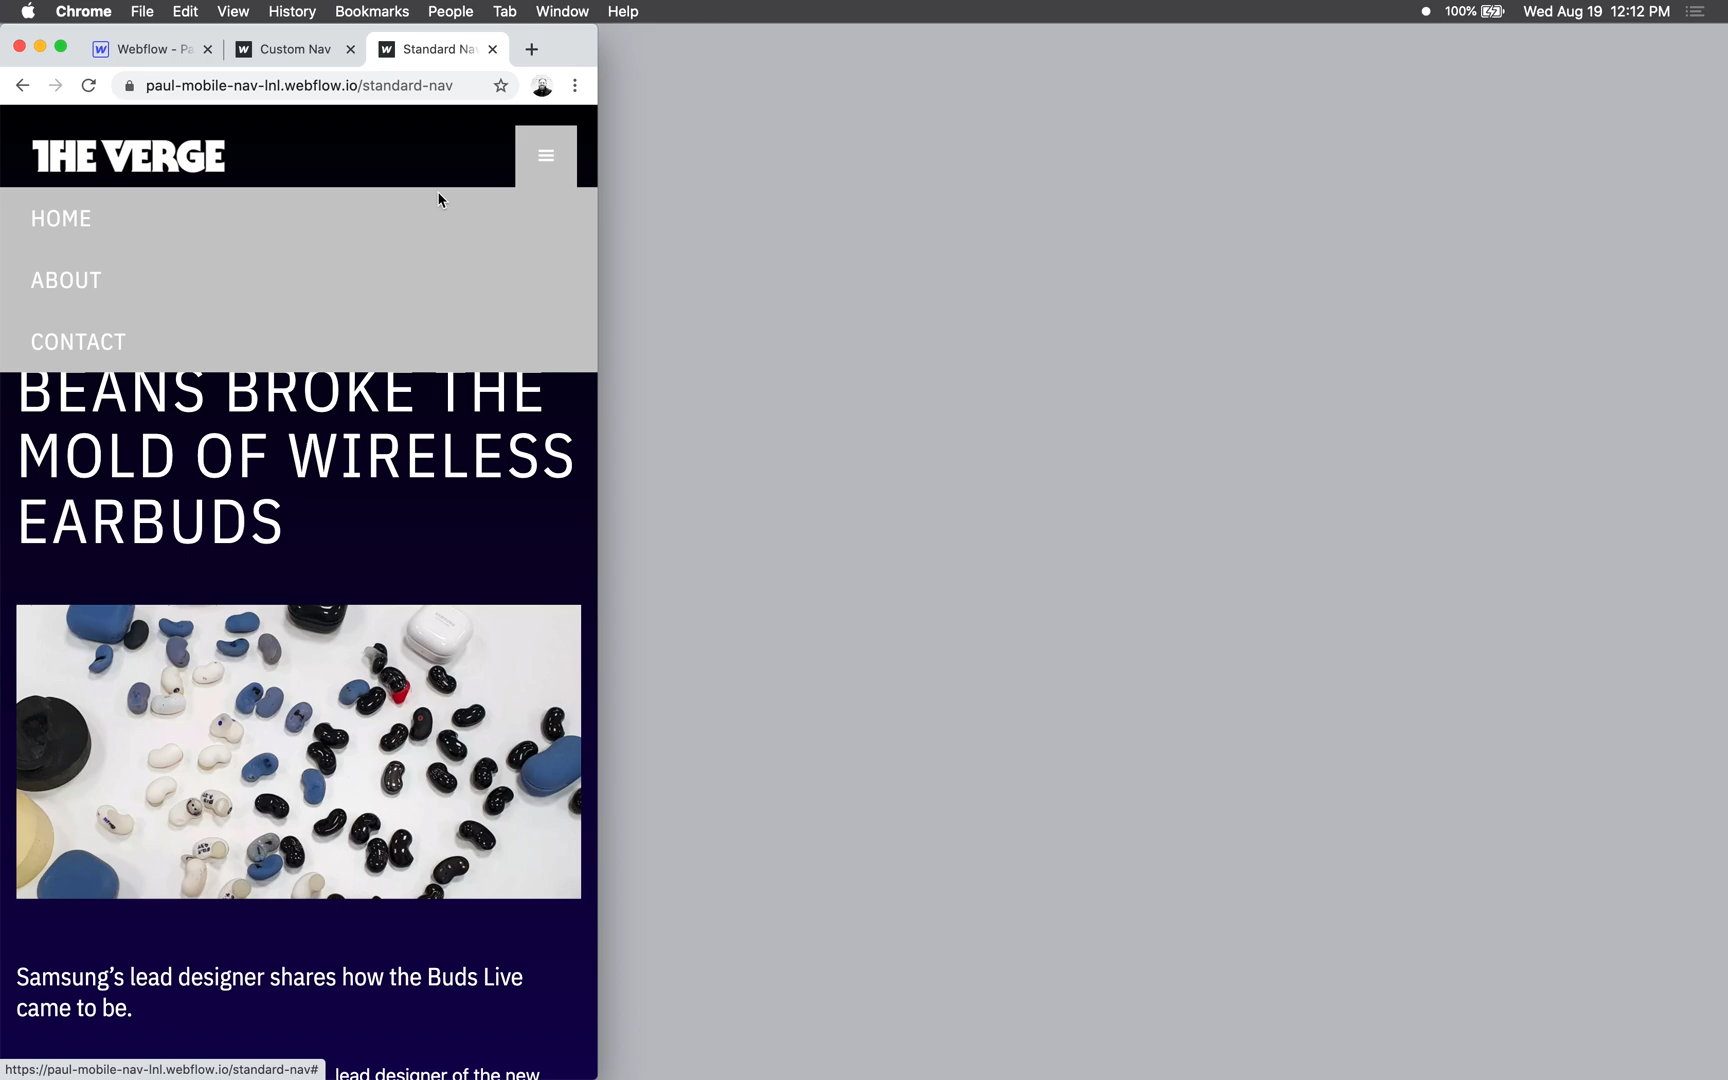 Chrome File Edit View History Bookmarks People Tab Window Help 100% Wed Aug 19 12:12 PM
Webflow - Pa Custom Nav Standard Nav
paul-mobile-nav-lnl.webflow.io/standard-nav
THE VERGE
HOME
ABOUT
CONTACT
BEANS BROKE THE
MOLD OF WIRELESS
EARBUDS
Samsung’s lead designer shares how the Buds Live
came to be.
lead designer of the new
https://paul-mobile-nav-lnl.webflow.io/standard-nav#